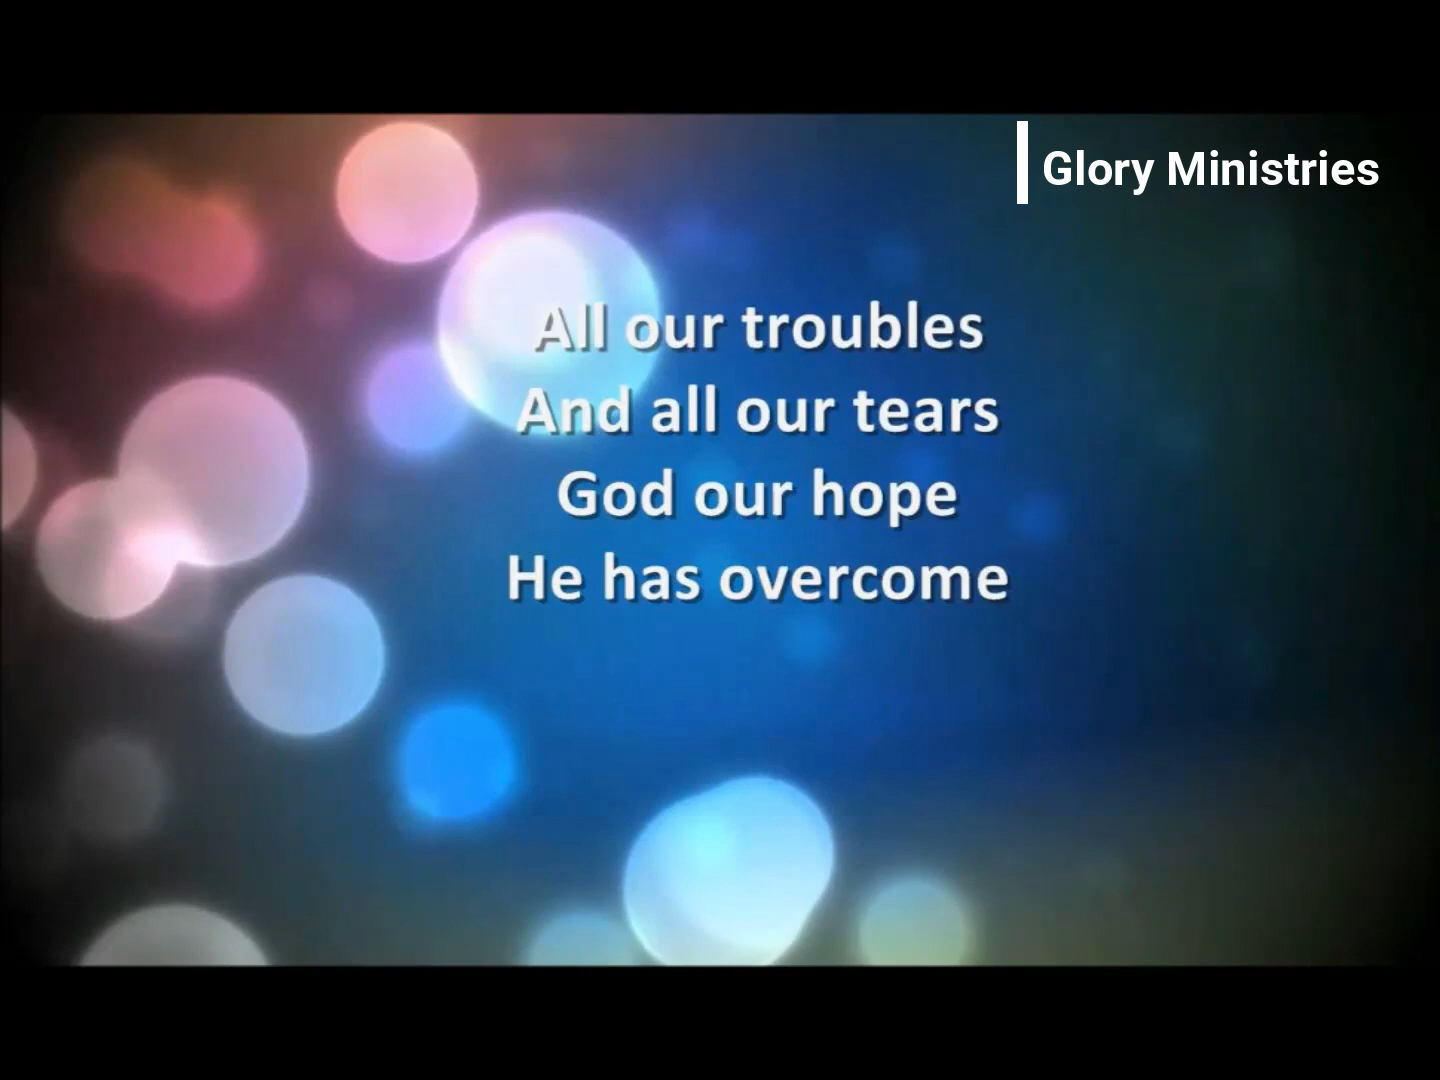 Glory Ministries
All our troubles
And all our tears
God our hope
He has overcome